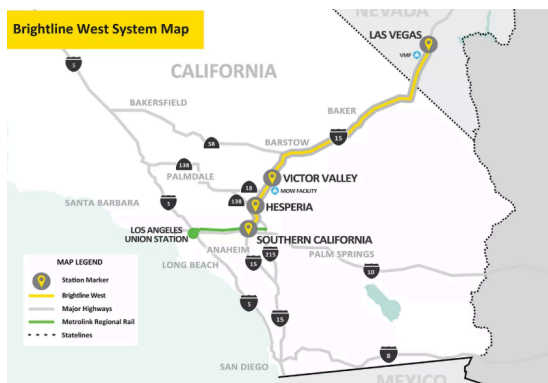 Brightline West System Map
NEVADA
LAS VEGAS
VMF
5
CALIFORNIA
BAKERSFIELD
BAKER
15
58
BARSTOW
138
PALMDALE
VICTOR VALLEY
18
MOW FACILITY
SANTA BARBARA
5
138
HESPERIA
LOS ANGELES
UNION STATION
SOUTHERN CALIFORNIA
ANAHEIM
215
PALM SPRINGS
LONG BEACH
15
10
MAP LEGEND
Station Marker
Brightline West
Major Highways
Metrolink Regional Rail
Statelines
5
15
8
SAN DIEGO
MEXICO